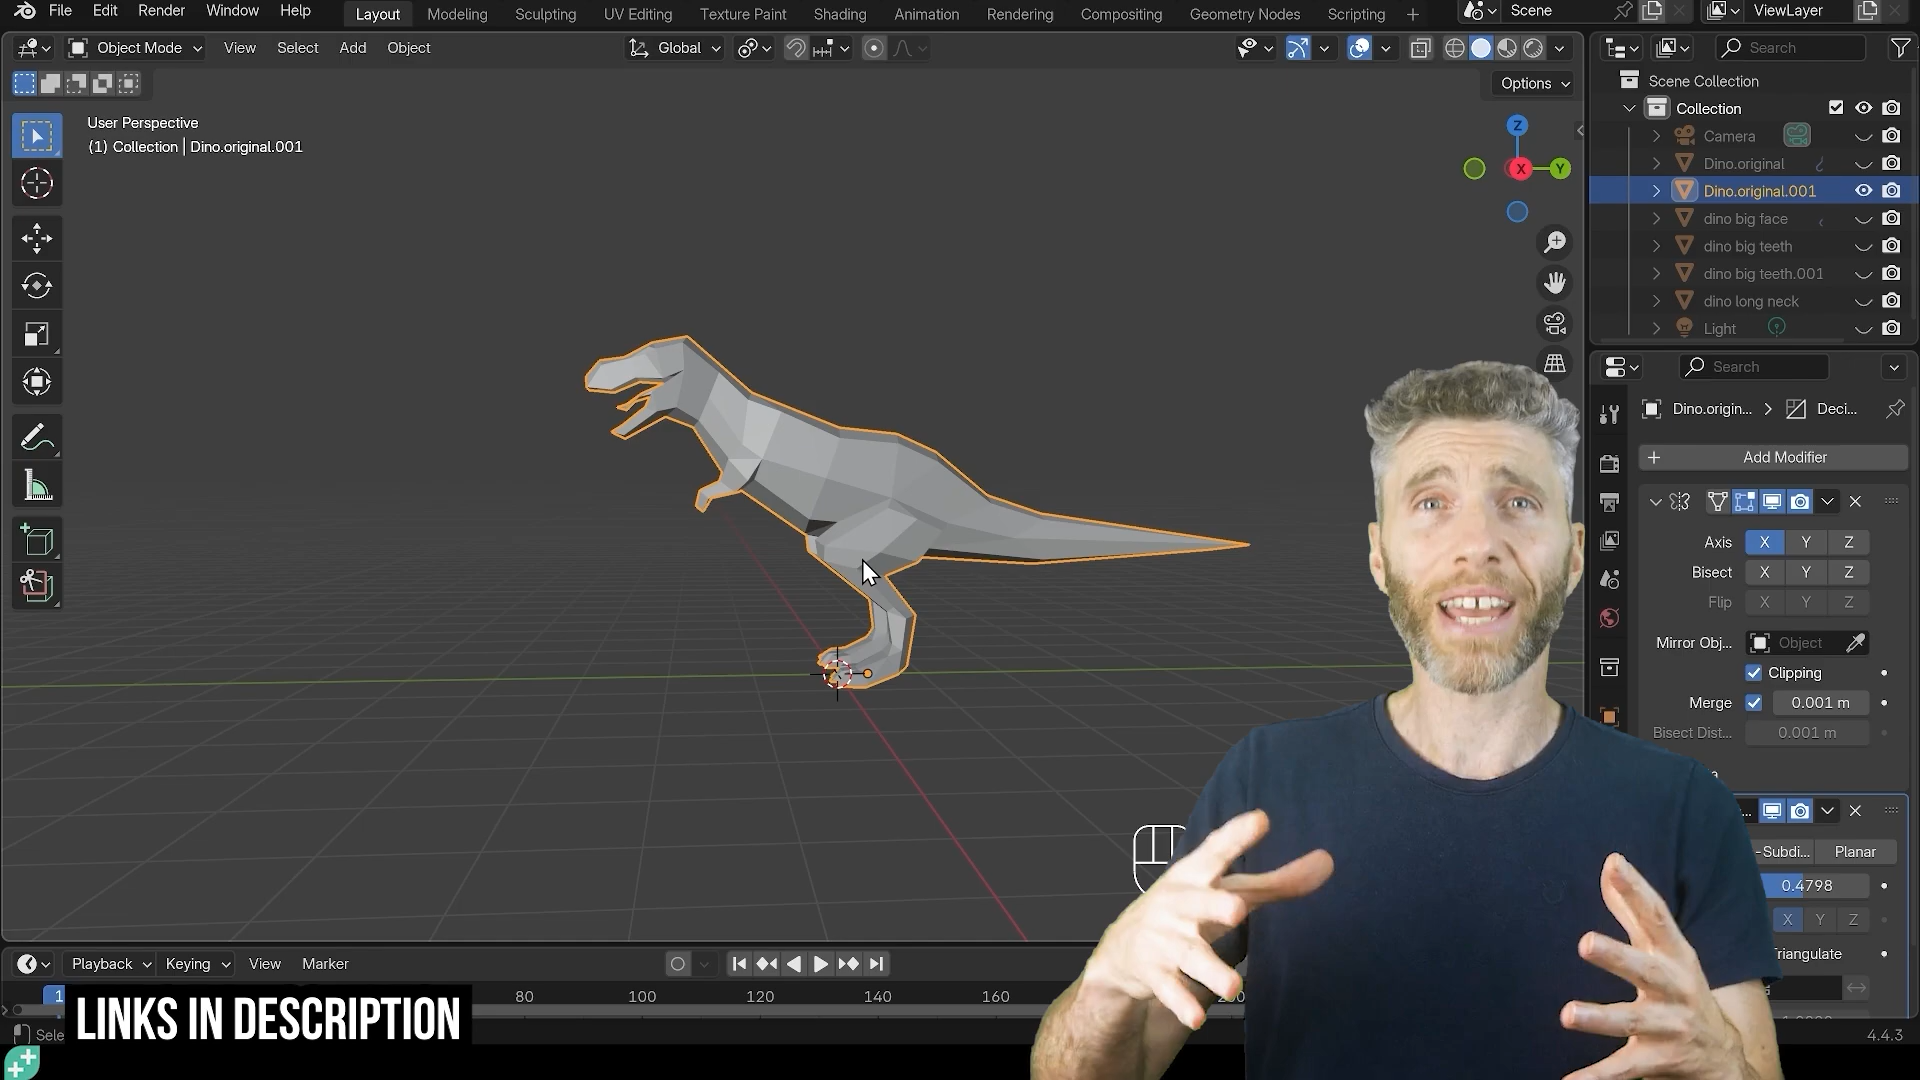 File Edit Render Window Help Layout Modeling Sculpting UV Editing Texture Paint Shading Animation Rendering Compositing Geometry Nodes Scripting + Scene ViewLayer
Object Mode View Select Add Object Global Search
Options
User Perspective
(1) Collection | Dino.original.001
Z
X Y
Scene Collection
Collection
Camera
Dino.original
Dino.original.001
dino big face
dino big teeth
dino big teeth.001
dino long neck
Light
Search
Dino.origin... Deci...
+ Add Modifier
Axis X Y Z
Bisect X Y Z
Flip X Y Z
Mirror Obj... Object
Clipping
Merge 0.001 m
Bisect Dist... 0.001 m
-Subdi... Planar
0.4798
X Y Z
riangulate
Playback Keying View Marker
1 80 100 120 140 160 200
LINKS IN DESCRIPTION
Sele
4.4.3